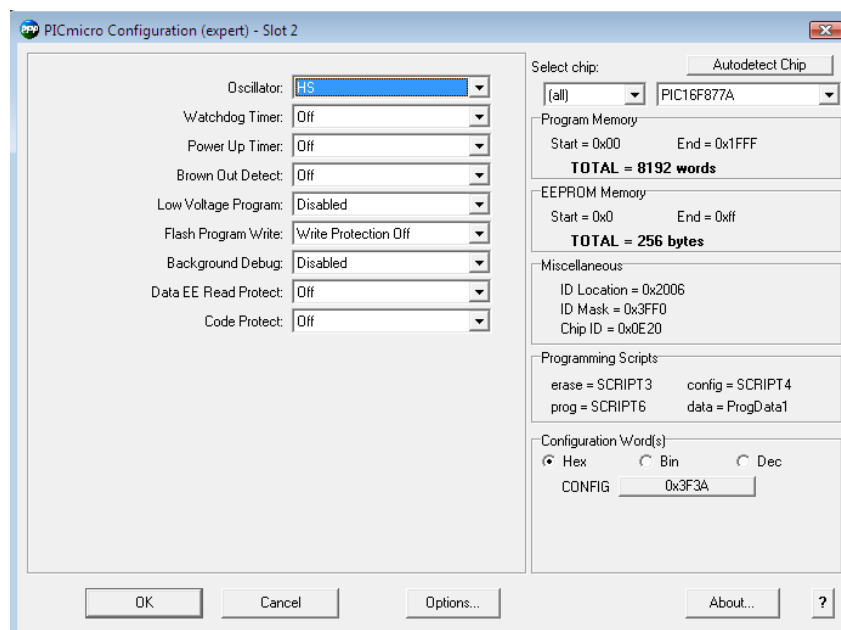 PICmicro Configuration (expert) - Slot 2
Oscillator: HS
Watchdog Timer: Off
Power Up Timer: Off
Brown Out Detect: Off
Low Voltage Program: Disabled
Flash Program Write: Write Protection Off
Background Debug: Disabled
Data EE Read Protect: Off
Code Protect: Off
Select chip: Autodetect Chip
(all) PIC16F877A
Program Memory
Start = 0x00 End = 0x1FFF
TOTAL = 8192 words
EEPROM Memory
Start = 0x0 End = 0xff
TOTAL = 256 bytes
Miscellaneous
ID Location = 0x2006
ID Mask = 0x3FF0
Chip ID = 0x0E20
Programming Scripts
erase = SCRIPT3 config = SCRIPT4
prog = SCRIPT6 data = ProgData1
Configuration Word(s)
Hex Bin Dec
CONFIG 0x3F3A
OK Cancel Options... About... ?